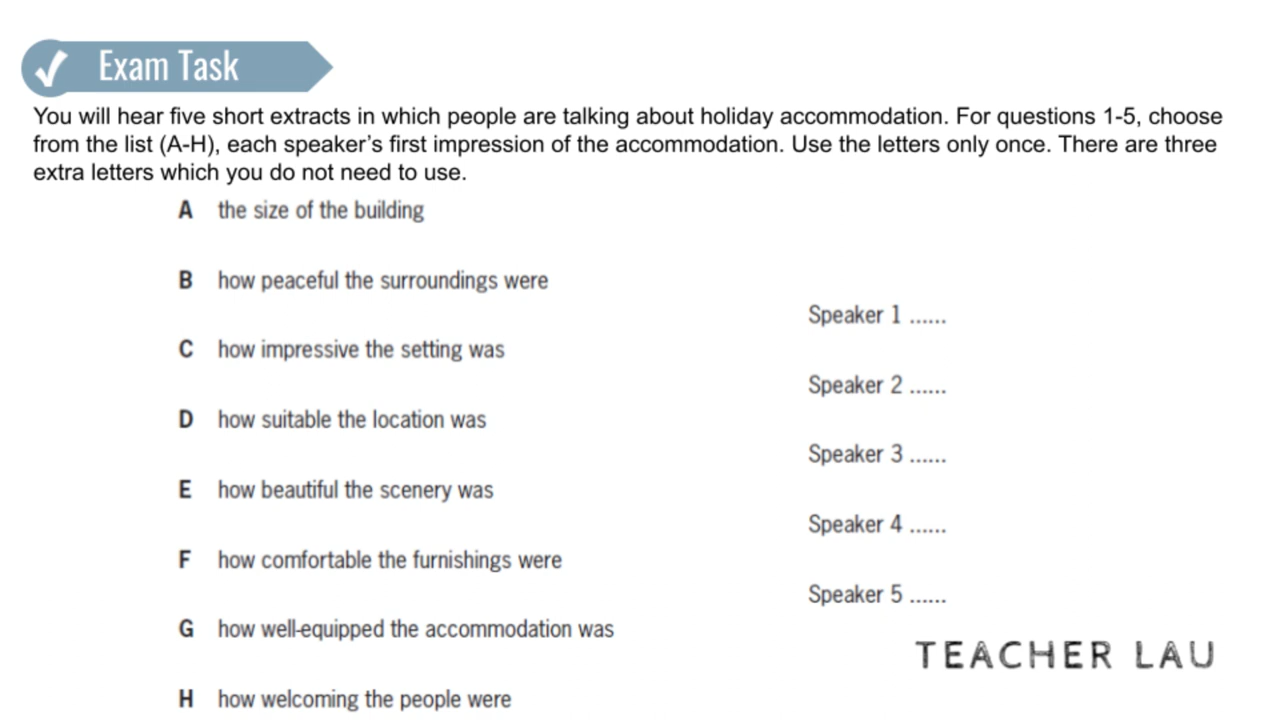 Exam Task
You will hear five short extracts in which people are talking about holiday accommodation. For questions 1-5, choose
from the list (A-H), each speaker's first impression of the accommodation. Use the letters only once. There are three
extra letters which you do not need to use.
A the size of the building
B how peaceful the surroundings were
C how impressive the setting was
D how suitable the location was
E how beautiful the scenery was
F how comfortable the furnishings were
G how well-equipped the accommodation was
H how welcoming the people were
Speaker 1 ......
Speaker 2 ......
Speaker 3 ......
Speaker 4 ......
Speaker 5 ......
TEACHER LAU